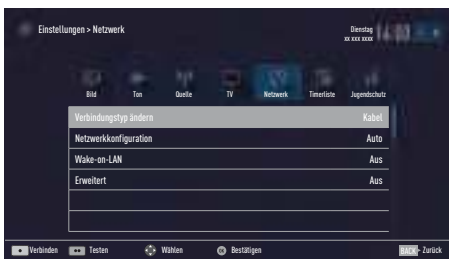 Einstellungen > Netzwerk
Dienstag
xx xxx xxxx
Bild Ton Quelle TV Netzwerk Timerliste Jugendschutz
Verbindungstyp ändern Kabel
Netzwerkkonfiguration Auto
Wake-on-LAN Aus
Erweitert Aus
Verbinden Testen Wählen OK Bestätigen BACK Zurück